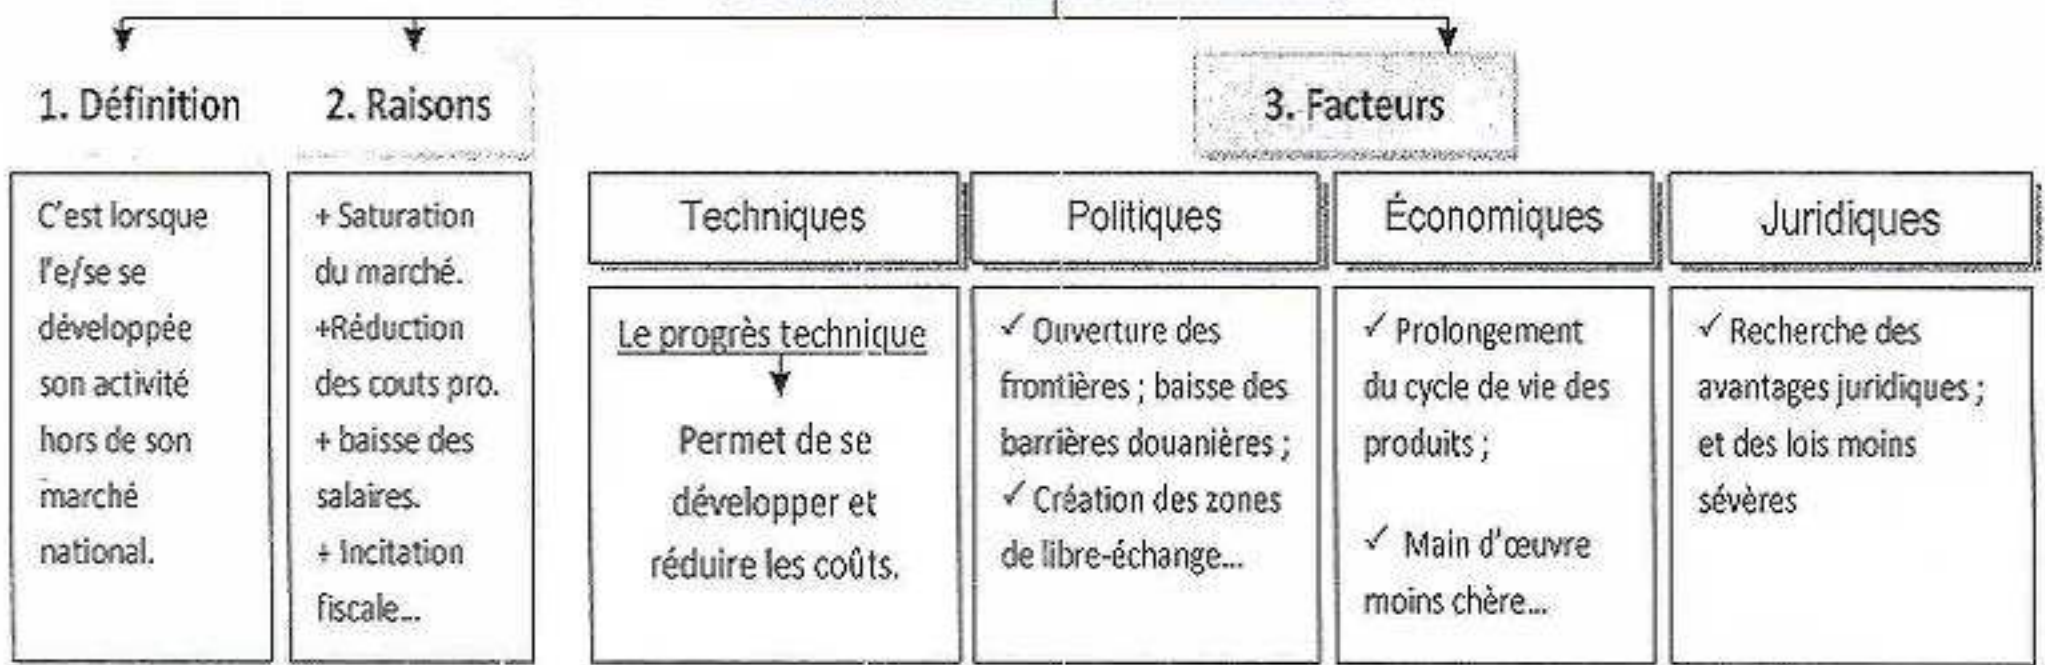 1. Définition
2. Raisons
3. Facteurs
C'est lorsque
l'e/se se
développée
son activité
hors de son
marché
national.
+ Saturation
du marché.
+Réduction
des couts pro.
+ baisse des
salaires.
+ Incitation
fiscale...
Techniques
Le progrès technique
Permet de se
développer et
réduire les coûts.
Politiques
✓ Ouverture des
frontières ; baisse des
barrières douanières ;
✓ Création des zones
de libre-échange...
Économiques
✓ Prolongement
du cycle de vie des
produits ;
✓ Main d'œuvre
moins chère...
Juridiques
✓ Recherche des
avantages juridiques ;
et des lois moins
sévères